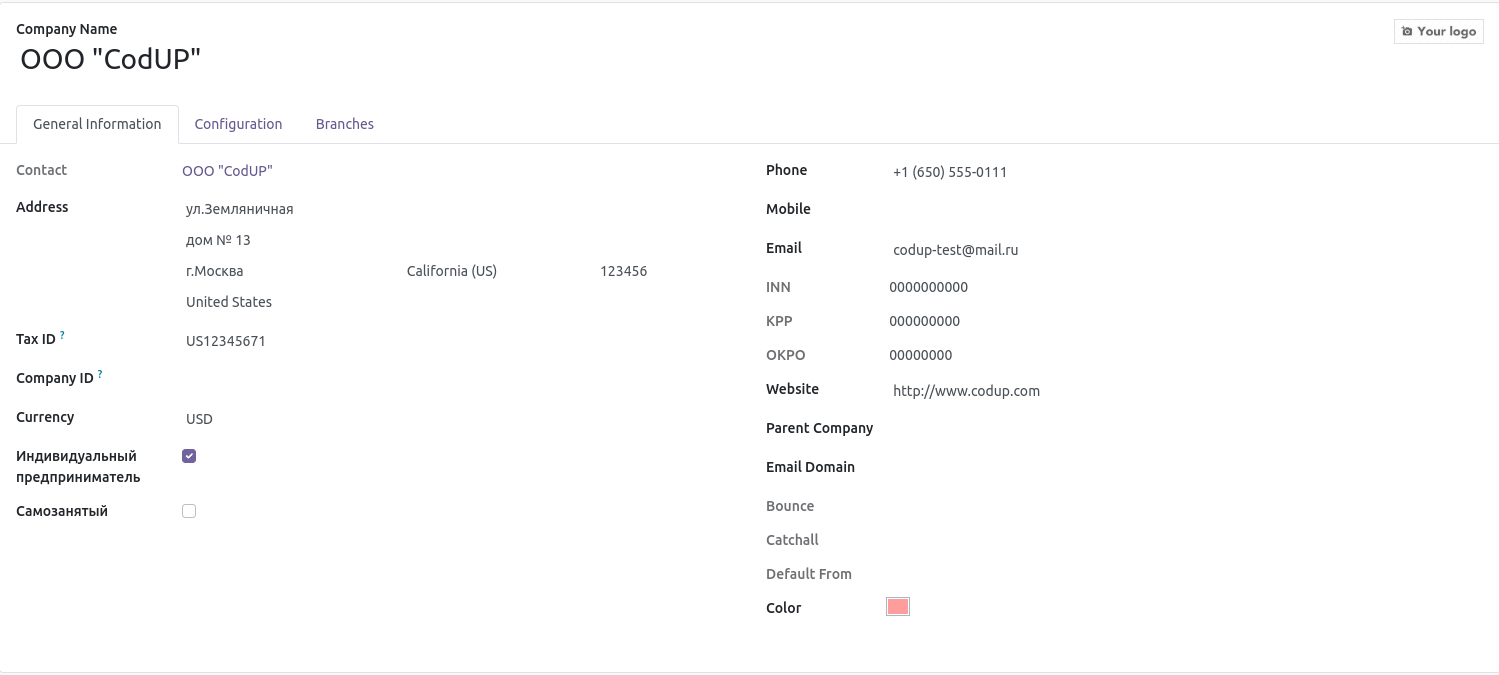 Company Name
Your logo
ООО "CodUP"
General Information
Configuration
Branches
Contact
ООО "CodUP"
Address
ул.Земляничная
дом № 13
г.Москва
California (US)
123456
United States
Tax ID ?
US12345671
Company ID ?
Currency
USD
Индивидуальный
предприниматель
Самозанятый
Phone
+1 (650) 555-0111
Mobile
Email
codup-test@mail.ru
INN
0000000000
KPP
000000000
OKPO
00000000
Website
http://www.codup.com
Parent Company
Email Domain
Bounce
Catchall
Default From
Color